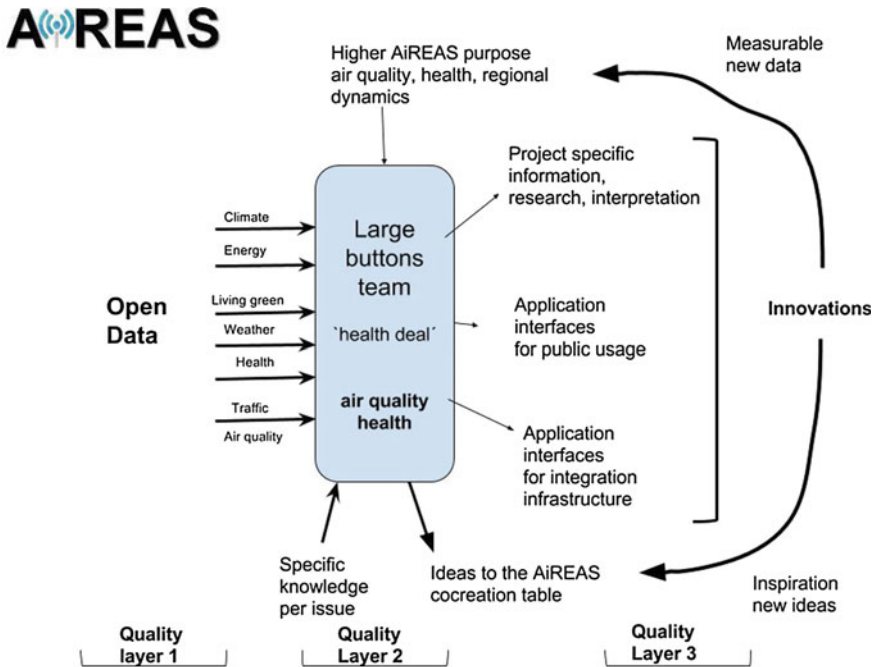 AiREAS
Higher AiREAS purpose
air quality, health, regional
dynamics
Measurable
new data
Project specific
information,
research, interpretation
Climate
Energy
Living green
Weather
Health
Traffic
Air quality
Open
Data
Large
buttons
team
`health deal´
air quality
health
Application
interfaces
for public usage
Innovations
Application
interfaces
for integration
infrastructure
Specific
knowledge
per issue
Ideas to the AiREAS
cocreation table
Inspiration
new ideas
Quality
layer 1
Quality
Layer 2
Quality
Layer 3